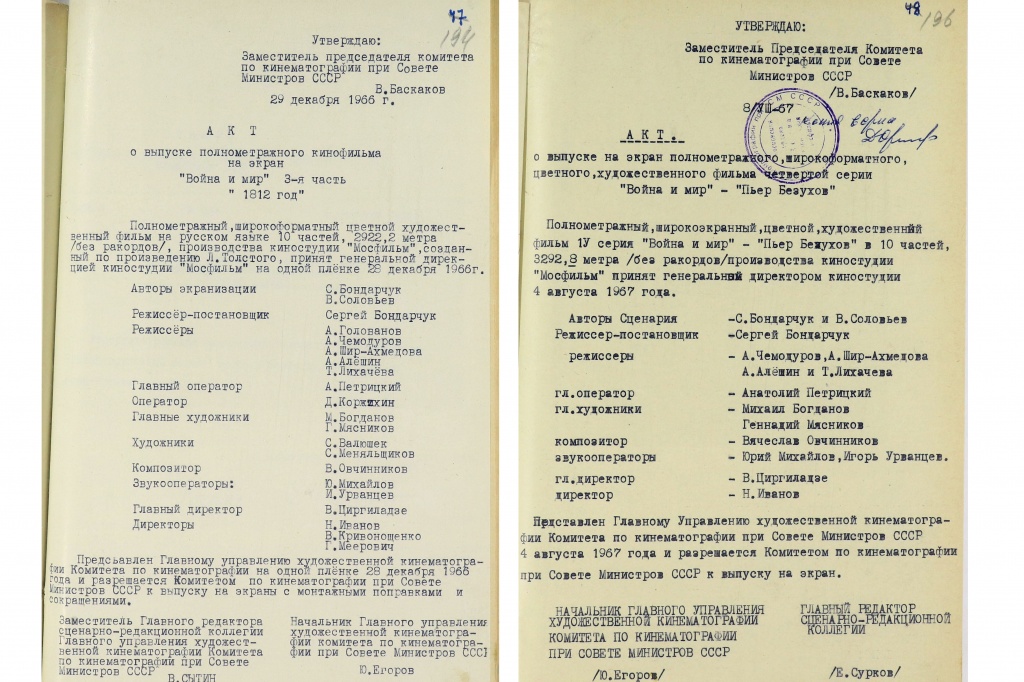 47
194
Утверждаю:
Заместитель председателя комитета
по кинематографии при Совете
Министров СССР
В.Баскаков
29 декабря 1966 г.
А К Т
о выпуске полнометражного кинофильма
на экран
"Война и мир" 3-я часть
" 1812 год"
Полнометражный,широкоформатный цветной художест-
венный фильм на русском языке 10 частей, 2922,2 метра
/без ракордов/, производства киностудии "Мосфильм",создан-
ный по произведению Л.Толстого, принят генеральной дирек-
цией киностудии "Мосфильм" на одной плёнке 28 декабря 1966г.
Авторы экранизации С.Бондарчук
В.Соловьев
Режиссёр-постановщик Сергей Бондарчук
Режиссёры А.Голованов
А.Чемодуров
А.Шир-Ахмедова
А.Алёшин
Т.Лихачёва
Главный оператор А.Петрицкий
Оператор Д.Коржихин
Главные художники М.Богданов
Г.Мясников
Художники С.Валюшек
С.Меняльщиков
Композитор В.Овчинников
Звукооператоры: Ю.Михайлов
И.Урванцев
Главный директор В.Циргиладзе
Директоры Н.Иванов
В.Кривонощенко
Г.Меерович
Представлен Главному управлению художественной кинематогра-
фии Комитета по кинематографии на одной плёнке 28 декабря 1966
года и разрешается Комитетом по кинематографии при Совете
Министров СССР к выпуску на экраны с монтажными поправками и
сокращениями.
Заместитель Главного редактора
сценарно-редакционной коллегии
Главного управления художест-
венной кинематографии Комитета
по кинематографии при Совете
Министров СССР
В.СЫТИН
Начальник Главного управления
художественной кинематогра-
фии комитета по кинематогра-
фии при Совете Министров СССР
Ю.Егоров
48
196
УТВЕРЖДАЮ:
Заместитель Председателя Комитета
по кинематографии при Совете
Министров СССР
/В.Баскаков/
8/УШ-67
копия верна
А К Т .
о выпуске на экран полнометражного,широкоформатного,
цветного,художественного фильма четвертой серии
"Война и мир" - "Пьер Безухов"
Полнометражный,широкоэкранный,цветной,художественный
фильм 1У серия "Война и мир" - "Пьер Безухов" в 10 частей,
3292,8 метра /без ракордов/производства киностудии
"Мосфильм" принят генеральным директором киностудии
4 августа 1967 года.
Авторы Сценария -С.Бондарчук и В.Соловьев
Режиссер-постановщик -Сергей Бондарчук
режиссеры - А.Чемодуров,А.Шир-Ахмедова
А.Алёшин и Т.Лихачева
гл.оператор - Анатолий Петрицкий
гл.художники - Михаил Богданов
Геннадий Мясников
композитор - Вячеслав Овчинников
звукооператоры - Юрий Михайлов,Игорь Урванцев.
гл.директор - В.Циргиладзе
директор - Н.Иванов
Представлен Главному Управлению художественной кинематогра-
фии Комитета по кинематографии при Совете Министров СССР
4 августа 1967 года и разрешается Комитетом по кинематографии
при Совете Министров СССР к выпуску на экран.
НАЧАЛЬНИК ГЛАВНОГО УПРАВЛЕНИЯ
ХУДОЖЕСТВЕННОЙ КИНЕМАТОГРАФИИ
КОМИТЕТА ПО КИНЕМАТОГРАФИИ
ПРИ СОВЕТЕ МИНИСТРОВ СССР
/Ю.Егоров/
ГЛАВНЫЙ РЕДАКТОР
СЦЕНАРНО-РЕДАКЦИОННОЙ
КОЛЛЕГИИ
/Е.Сурков/